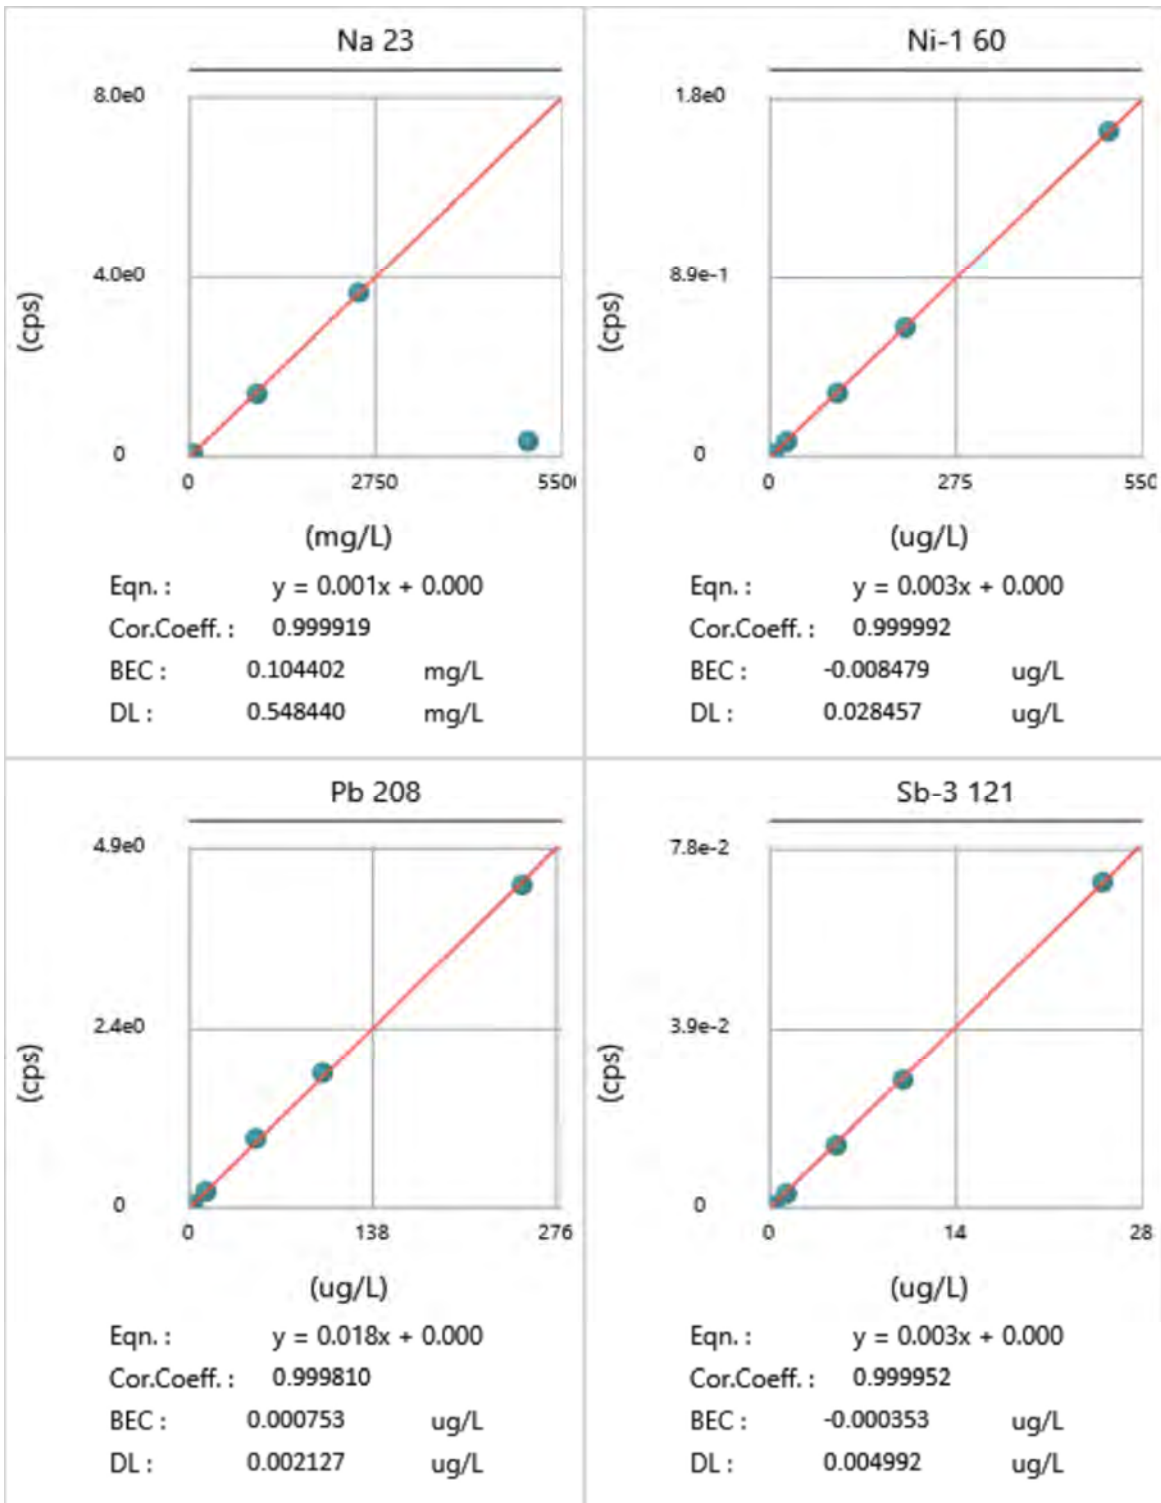 Na 23
8.0e0
4.0e0
0
(cps)
0 2750 550
(mg/L)
Eqn. : y = 0.001x + 0.000
Cor.Coeff. : 0.999919
BEC : 0.104402 mg/L
DL : 0.548440 mg/L
Ni-1 60
1.8e0
8.9e-1
0
(cps)
0 275 550
(ug/L)
Eqn. : y = 0.003x + 0.000
Cor.Coeff. : 0.999992
BEC : -0.008479 ug/L
DL : 0.028457 ug/L
Pb 208
4.9e0
2.4e0
0
(cps)
0 138 276
(ug/L)
Eqn. : y = 0.018x + 0.000
Cor.Coeff. : 0.999810
BEC : 0.000753 ug/L
DL : 0.002127 ug/L
Sb-3 121
7.8e-2
3.9e-2
0
(cps)
0 14 28
(ug/L)
Eqn. : y = 0.003x + 0.000
Cor.Coeff. : 0.999952
BEC : -0.000353 ug/L
DL : 0.004992 ug/L